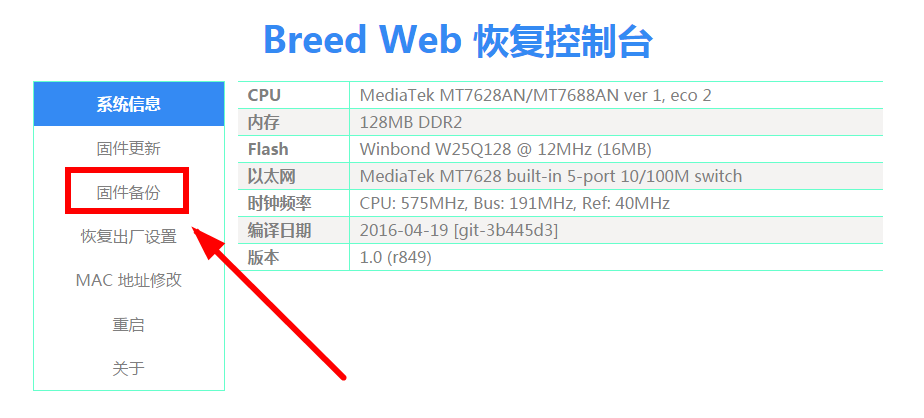 Breed Web 恢复控制台
系统信息
固件更新
固件备份
恢复出厂设置
MAC 地址修改
重启
关于
CPU MediaTek MT7628AN/MT7688AN ver 1, eco 2
内存 128MB DDR2
Flash Winbond W25Q128 @ 12MHz (16MB)
以太网 MediaTek MT7628 built-in 5-port 10/100M switch
时钟频率 CPU: 575MHz, Bus: 191MHz, Ref: 40MHz
编译日期 2016-04-19 [git-3b445d3]
版本 1.0 (r849)